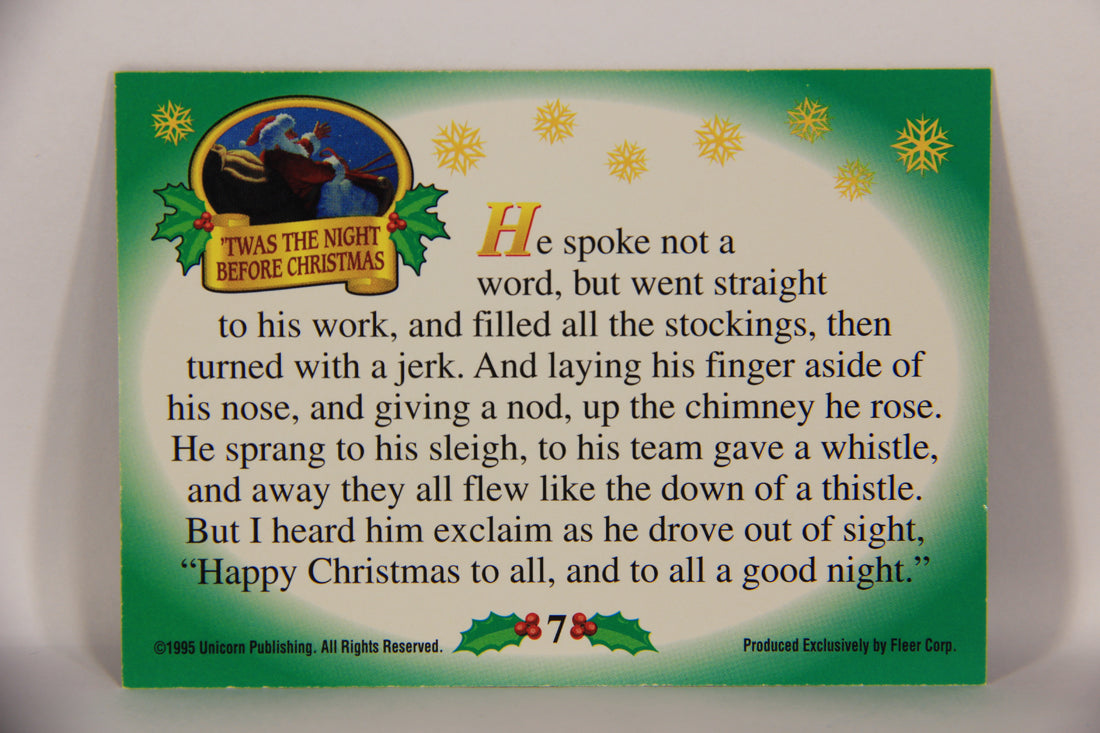 'TWAS THE NIGHT
BEFORE CHRISTMAS
He spoke not a
word, but went straight
to his work, and filled all the stockings, then
turned with a jerk. And laying his finger aside of
his nose, and giving a nod, up the chimney he rose.
He sprang to his sleigh, to his team gave a whistle,
and away they all flew like the down of a thistle.
But I heard him exclaim as he drove out of sight,
“Happy Christmas to all, and to all a good night.”
7
©1995 Unicorn Publishing. All Rights Reserved.
Produced Exclusively by Fleer Corp.